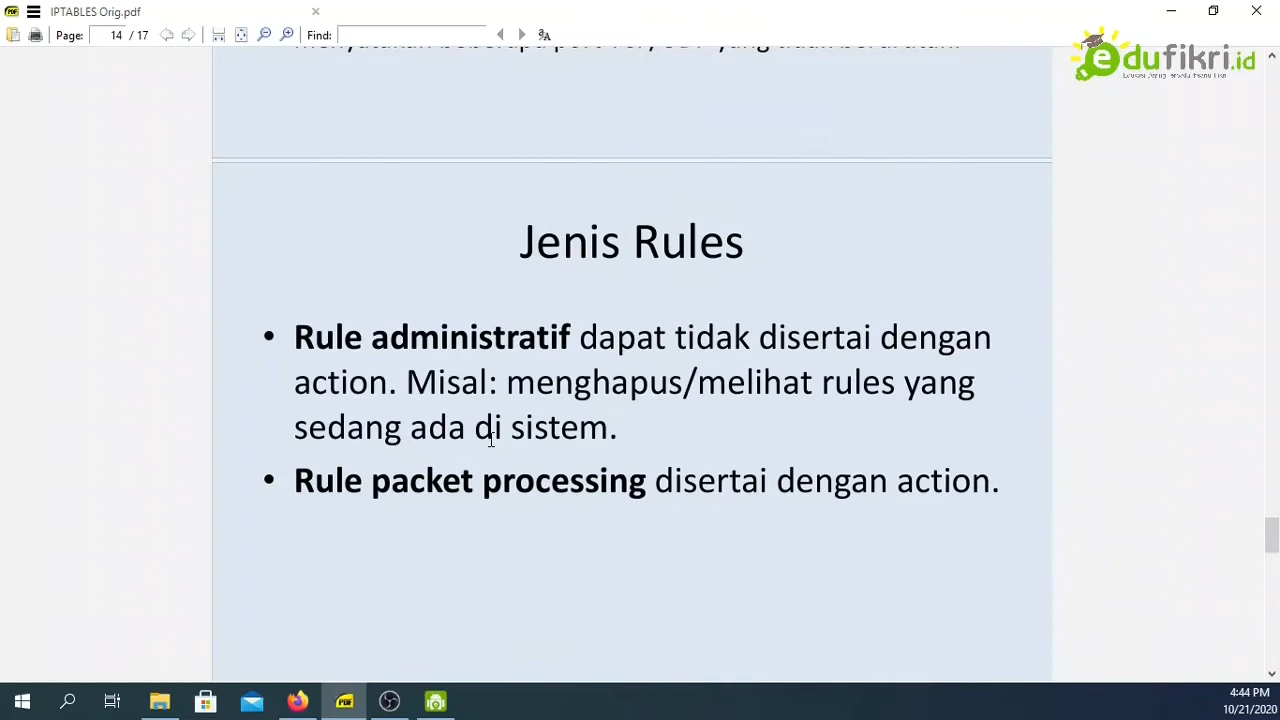 IPTABLES Orig.pdf
Page: 14 / 17 Find:
edufikri.id
Jenis Rules
• Rule administratif dapat tidak disertai dengan
action. Misal: menghapus/melihat rules yang
sedang ada di sistem.
• Rule packet processing disertai dengan action.
4:44 PM
10/21/2020